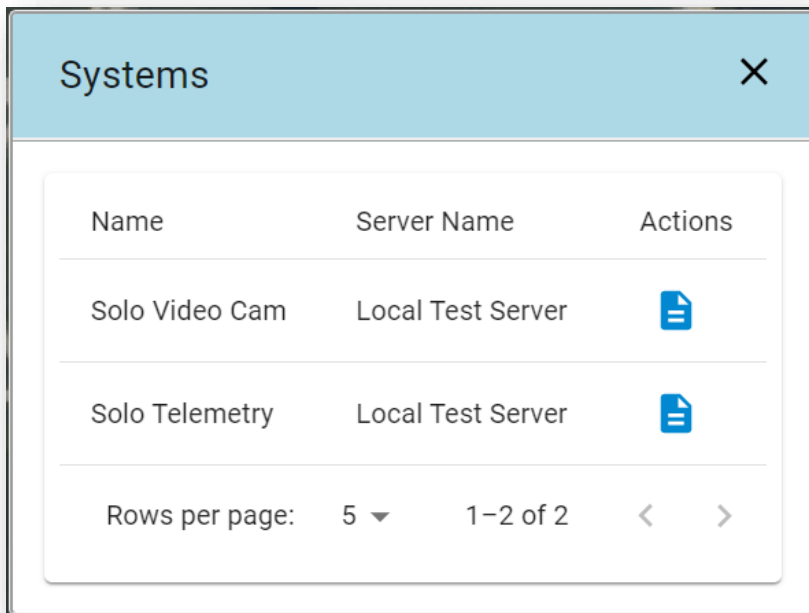 Systems
Name Server Name Actions
Solo Video Cam Local Test Server
Solo Telemetry Local Test Server
Rows per page: 5 1–2 of 2